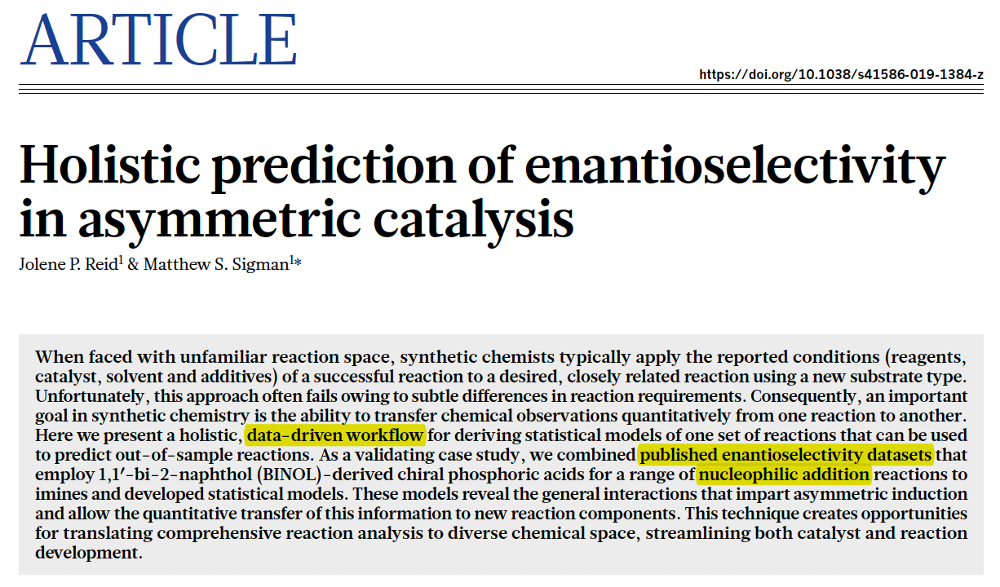 ARTICLE
https://doi.org/10.1038/s41586-019-1384-z
Holistic prediction of enantioselectivity
in asymmetric catalysis
Jolene P. Reid1 & Matthew S. Sigman1*
When faced with unfamiliar reaction space, synthetic chemists typically apply the reported conditions (reagents,
catalyst, solvent and additives) of a successful reaction to a desired, closely related reaction using a new substrate type.
Unfortunately, this approach often fails owing to subtle differences in reaction requirements. Consequently, an important
goal in synthetic chemistry is the ability to transfer chemical observations quantitatively from one reaction to another.
Here we present a holistic, data-driven workflow for deriving statistical models of one set of reactions that can be used
to predict out-of-sample reactions. As a validating case study, we combined published enantioselectivity datasets that
employ 1,1′-bi-2-naphthol (BINOL)-derived chiral phosphoric acids for a range of nucleophilic addition reactions to
imines and developed statistical models. These models reveal the general interactions that impart asymmetric induction
and allow the quantitative transfer of this information to new reaction components. This technique creates opportunities
for translating comprehensive reaction analysis to diverse chemical space, streamlining both catalyst and reaction
development.